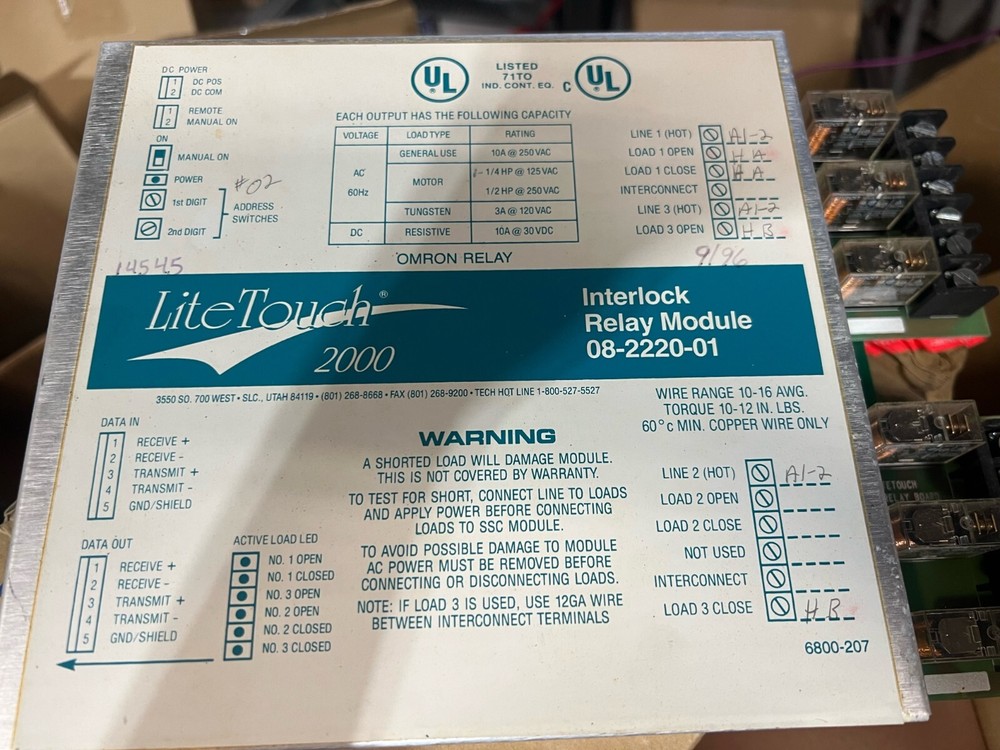 DC POWER
1 DC POS
2 DC COM
1 REMOTE
2 MANUAL ON
ON
MANUAL ON
POWER
1st DIGIT
2nd DIGIT
ADDRESS
SWITCHES
#02
14545
UL
LISTED
71TO
IND. CONT. EQ.
C UL
EACH OUTPUT HAS THE FOLLOWING CAPACITY
VOLTAGE LOAD TYPE RATING
AC
60Hz
GENERAL USE 10A @ 250 VAC
MOTOR 1/4 HP @ 125 VAC
1/2 HP @ 250 VAC
TUNGSTEN 3A @ 120 VAC
DC RESISTIVE 10A @ 30 VDC
OMRON RELAY
LINE 1 (HOT) A1-2
LOAD 1 OPEN HA
LOAD 1 CLOSE HA
INTERCONNECT
LINE 3 (HOT) A1-2
LOAD 3 OPEN HB
9/96
LiteTouch®
2000
Interlock
Relay Module
08-2220-01
3550 SO. 700 WEST • SLC., UTAH 84119 • (801) 268-8668 • FAX (801) 268-9200 • TECH HOT LINE 1-800-527-5527
WIRE RANGE 10-16 AWG.
TORQUE 10-12 IN. LBS.
60°c MIN. COPPER WIRE ONLY
DATA IN
1 RECEIVE +
2 RECEIVE -
3 TRANSMIT +
4 TRANSMIT -
5 GND/SHIELD
DATA OUT
1 RECEIVE +
2 RECEIVE -
3 TRANSMIT +
4 TRANSMIT -
5 GND/SHIELD
ACTIVE LOAD LED
NO. 1 OPEN
NO. 1 CLOSED
NO. 3 OPEN
NO. 2 OPEN
NO. 2 CLOSED
NO. 3 CLOSED
WARNING
A SHORTED LOAD WILL DAMAGE MODULE.
THIS IS NOT COVERED BY WARRANTY.
TO TEST FOR SHORT, CONNECT LINE TO LOADS
AND APPLY POWER BEFORE CONNECTING
LOADS TO SSC MODULE.
TO AVOID POSSIBLE DAMAGE TO MODULE
AC POWER MUST BE REMOVED BEFORE
CONNECTING OR DISCONNECTING LOADS.
NOTE: IF LOAD 3 IS USED, USE 12GA WIRE
BETWEEN INTERCONNECT TERMINALS
LINE 2 (HOT) A1-2
LOAD 2 OPEN
LOAD 2 CLOSE
NOT USED
INTERCONNECT
LOAD 3 CLOSE HB
6800-207
ETOUCH
RELAY BOARD